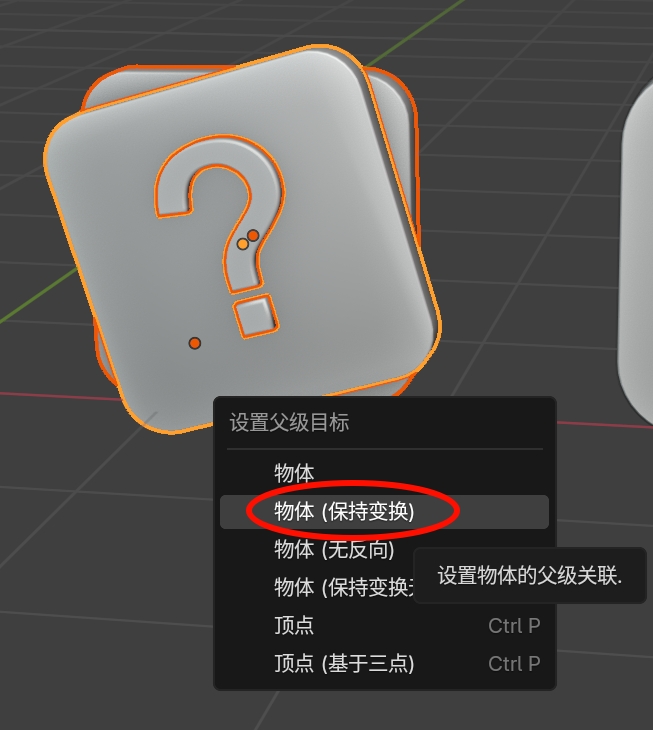 ?
设置父级目标
物体
物体 (保持变换)
物体 (无反向)
物体 (保持变换
设置物体的父级关联.
顶点 Ctrl P
顶点 (基于三点) Ctrl P